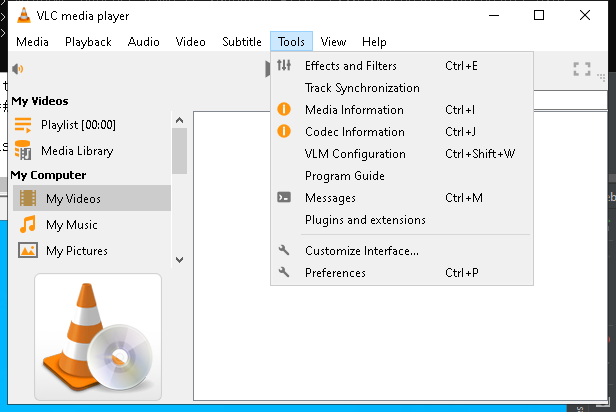 VLC media player
Media Playback Audio Video Subtitle Tools View Help
My Videos
Playlist [00:00]
Media Library
My Computer
My Videos
My Music
My Pictures
Effects and Filters Ctrl+E
Track Synchronization
Media Information Ctrl+I
Codec Information Ctrl+J
VLM Configuration Ctrl+Shift+W
Program Guide
Messages Ctrl+M
Plugins and extensions
Customize Interface...
Preferences Ctrl+P